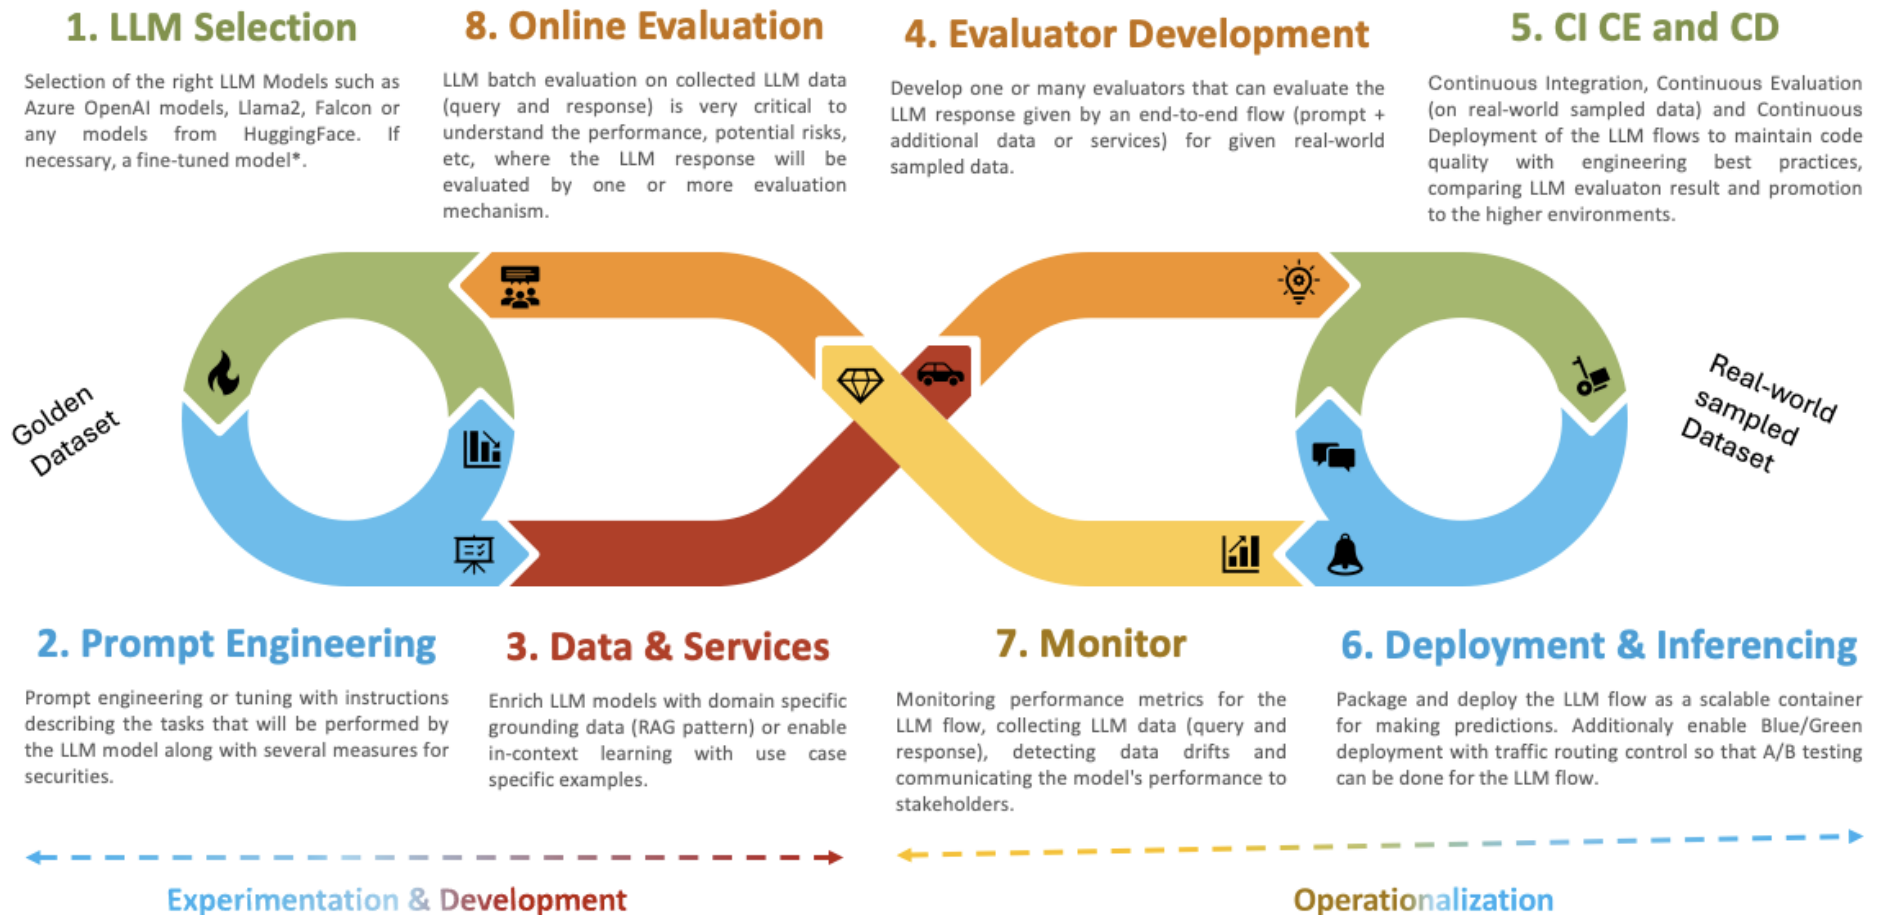 1. LLM Selection
Selection of the right LLM Models such as
Azure OpenAI models, Llama2, Falcon or
any models from HuggingFace. If
necessary, a fine-tuned model*.
8. Online Evaluation
LLM batch evaluation on collected LLM data
(query and response) is very critical to
understand the performance, potential risks,
etc, where the LLM response will be
evaluated by one or more evaluation
mechanism.
4. Evaluator Development
Develop one or many evaluators that can evaluate the
LLM response given by an end-to-end flow (prompt +
additional data or services) for given real-world
sampled data.
5. CI CE and CD
Continuous Integration, Continuous Evaluation
(on real-world sampled data) and Continuous
Deployment of the LLM flows to maintain code
quality with engineering best practices,
comparing LLM evaluaton result and promotion
to the higher environments.
Golden
Dataset
Real-world
sampled
Dataset
2. Prompt Engineering
Prompt engineering or tuning with instructions
describing the tasks that will be performed by
the LLM model along with several measures for
securities.
3. Data & Services
Enrich LLM models with domain specific
grounding data (RAG pattern) or enable
in-context learning with use case
specific examples.
7. Monitor
Monitoring performance metrics for the
LLM flow, collecting LLM data (query and
response), detecting data drifts and
communicating the model's performance to
stakeholders.
6. Deployment & Inferencing
Package and deploy the LLM flow as a scalable container
for making predictions. Additionaly enable Blue/Green
deployment with traffic routing control so that A/B testing
can be done for the LLM flow.
Experimentation & Development
Operationalization